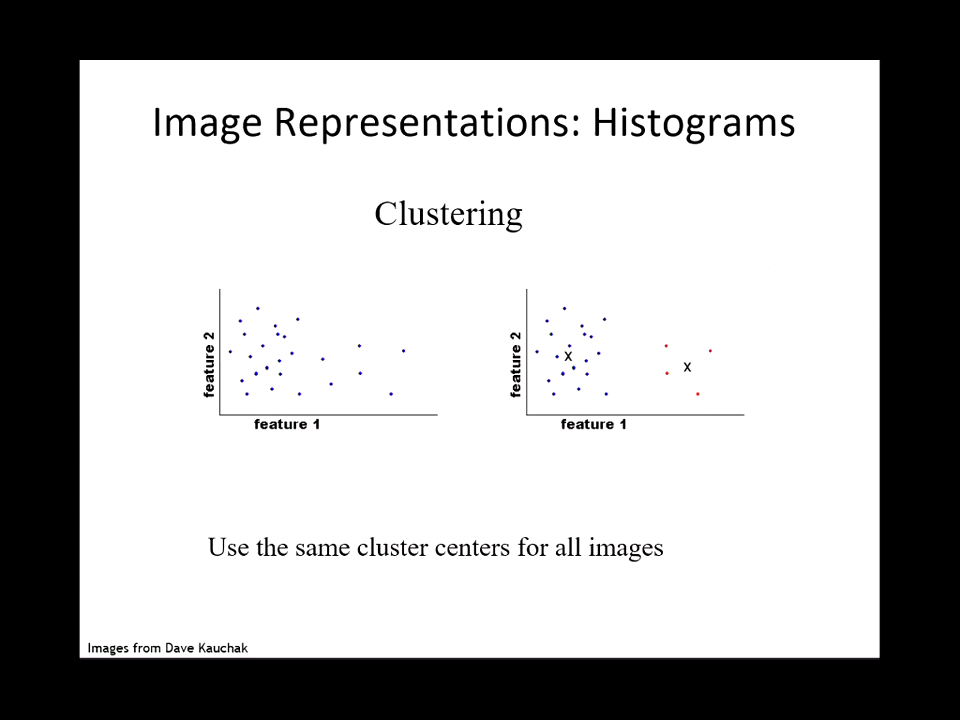 Image Representations: Histograms
Clustering
feature 2
feature 1
feature 2
x
x
feature 1
Use the same cluster centers for all images
Images from Dave Kauchak